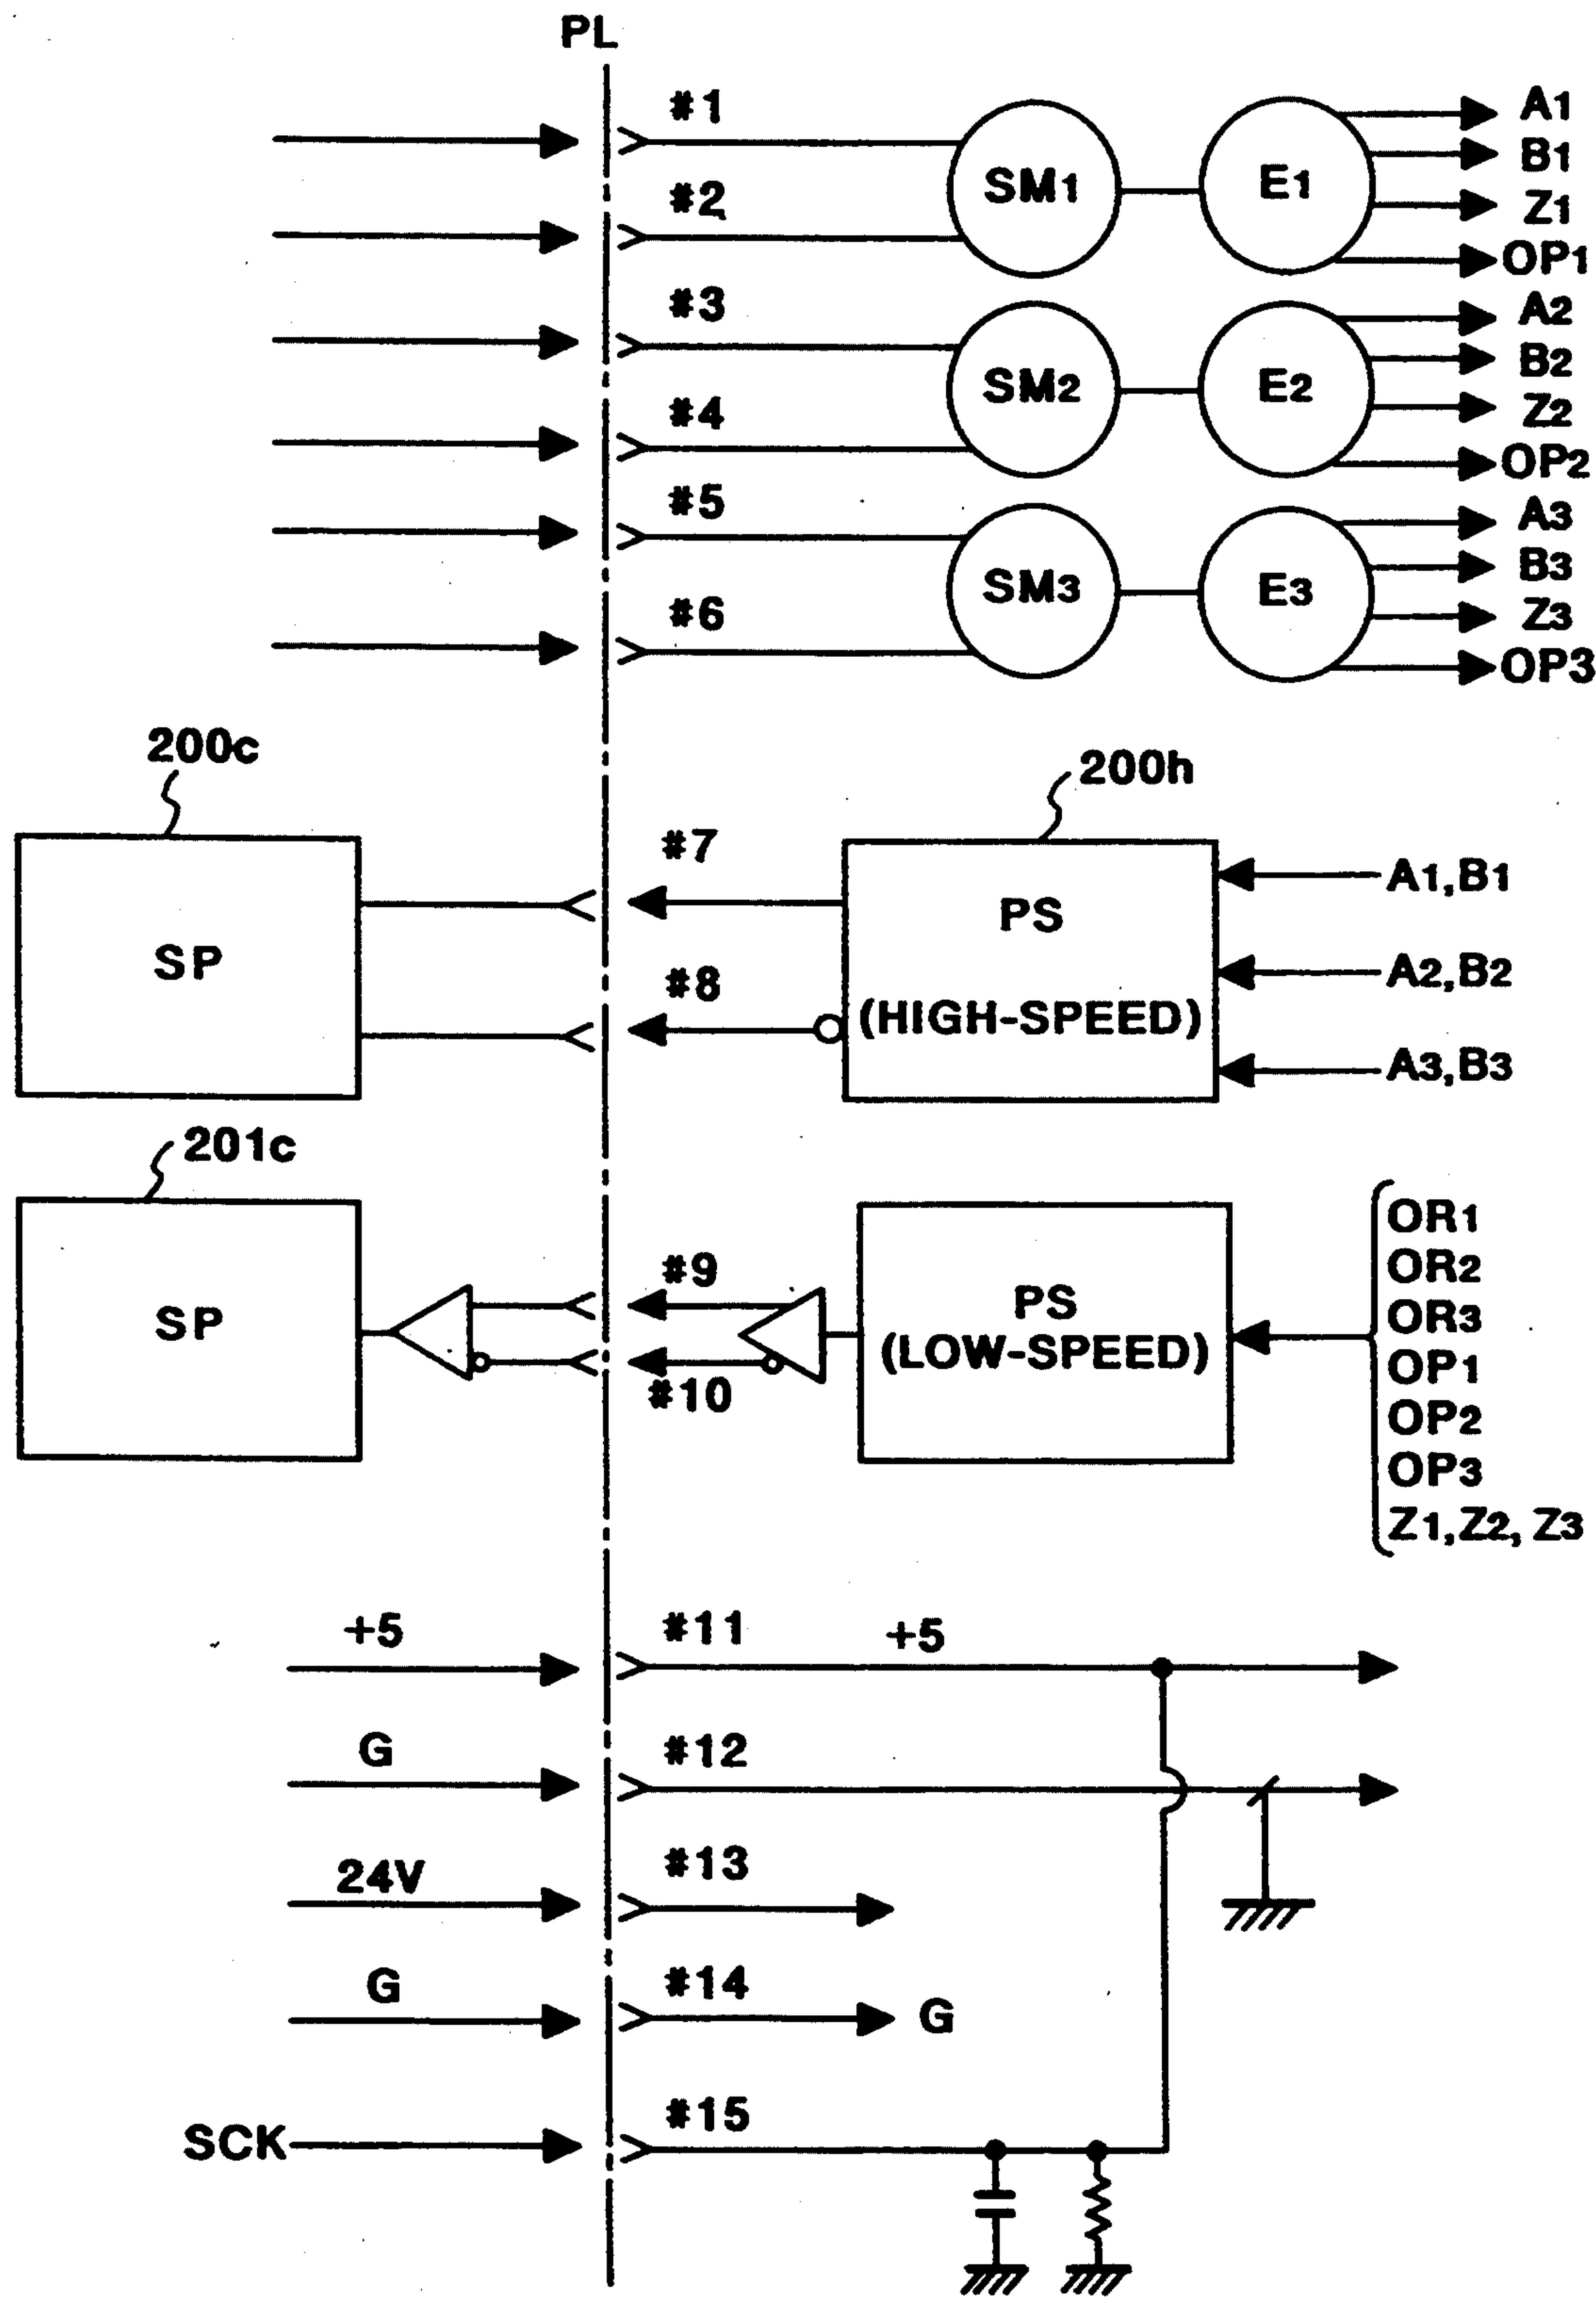 PL
#1
#2
SM1
E1
A1
B1
Z1
OP1
#3
#4
SM2
E2
A2
B2
Z2
OP2
#5
#6
SM3
E3
A3
B3
Z3
OP3
200c
200h
SP
#7
#8
PS
(HIGH-SPEED)
A1,B1
A2,B2
A3,B3
201c
SP
#9
#10
PS
(LOW-SPEED)
OR1
OR2
OR3
OP1
OP2
OP3
Z1,Z2, Z3
+5
#11
+5
G
#12
24V
#13
G
#14
G
SCK
#15